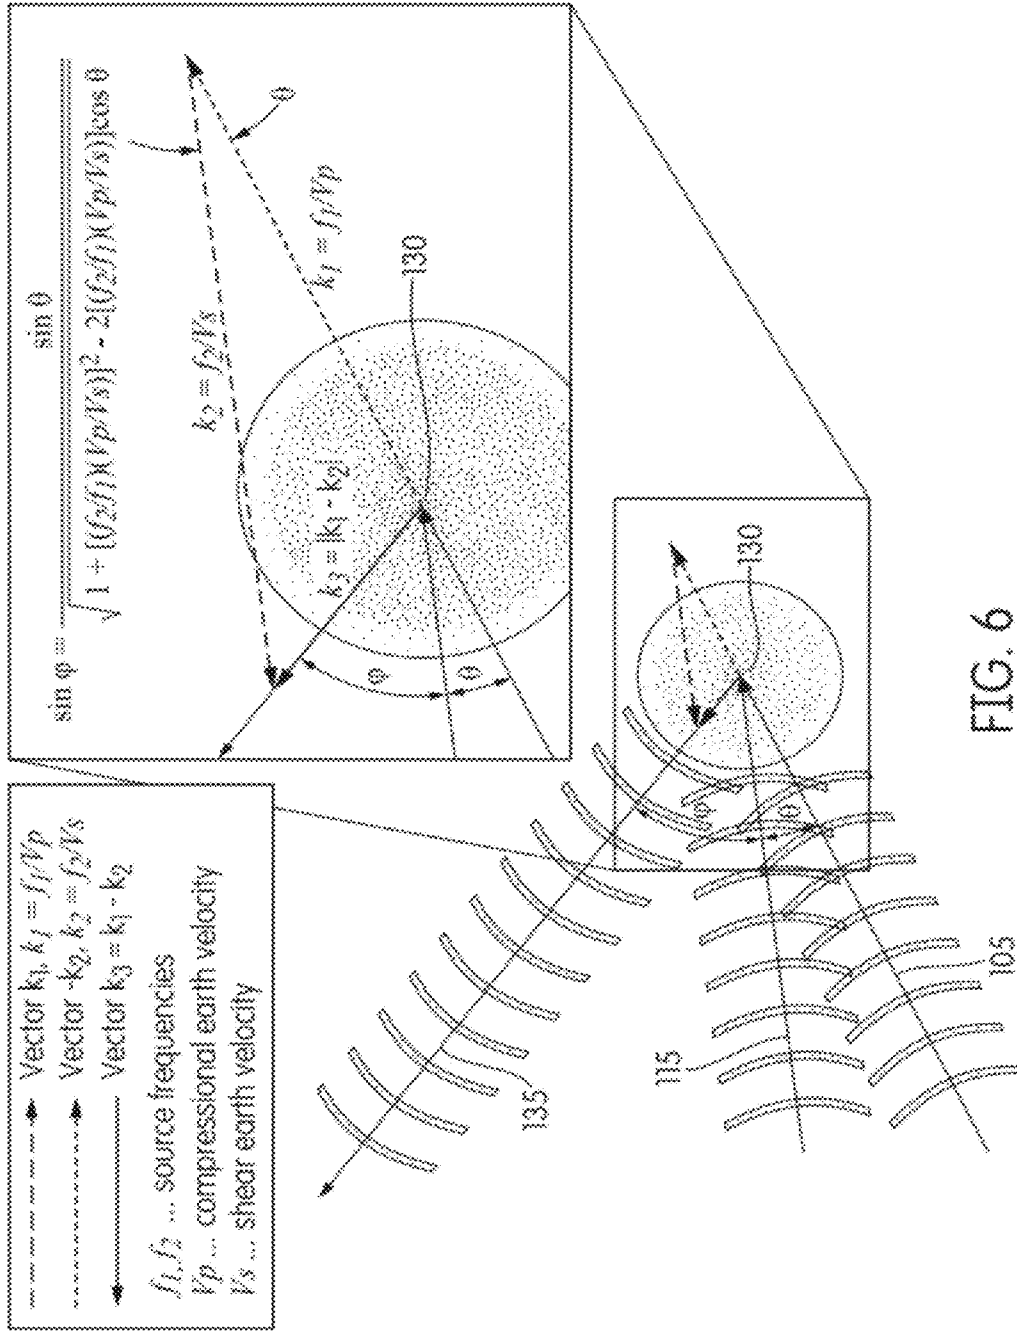 Vector k₁, k₁ = f₁/Vp
Vector -k₂, k₂ = f₂/Vs
Vector k₃ = k₁ - k₂
f₁,f₂ ... source frequencies
Vp ... compressional earth velocity
Vs ... shear earth velocity
sin φ = sin θ / √1 + [(f₂/f₁)(Vp/Vs)]² - 2[(f₂/f₁)(Vp/Vs)]cos θ
k₂ = f₂/Vs
θ
k₁ = f₁/Vp
k₃ = |k₁ - k₂|
130
φ
θ
135
115
105
φ
θ
130
FIG. 6